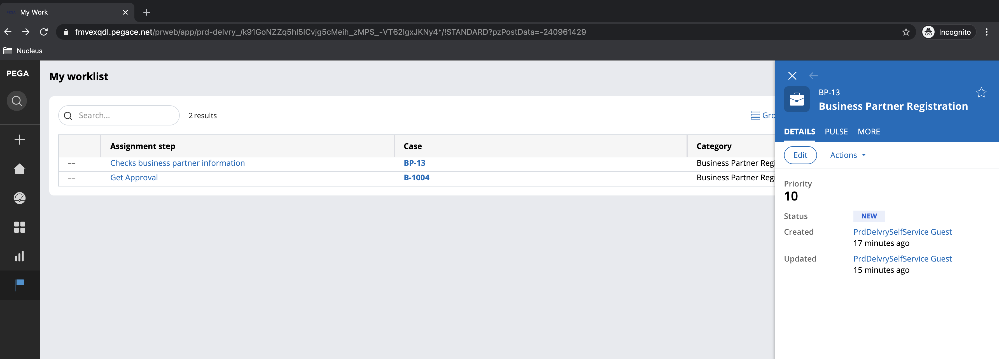 My Work
fmvexqdl.pegace.net/prweb/app/prd-delvry_/k91GoNZZq5hl5ICvjg5cMeih_zMPS_-VT62lgxJKNy4*/!STANDARD?pzPostData=-240961429
Incognito
Nucleus
PEGA
My worklist
Search...
2 results
Gro
Assignment step
Case
Category
--
Checks business partner information
BP-13
Business Partner Regi
--
Get Approval
B-1004
Business Partner Regi
BP-13
Business Partner Registration
DETAILS
PULSE
MORE
Edit
Actions
Priority
10
Status
NEW
Created
PrdDelvrySelfService Guest
17 minutes ago
Updated
PrdDelvrySelfService Guest
15 minutes ago